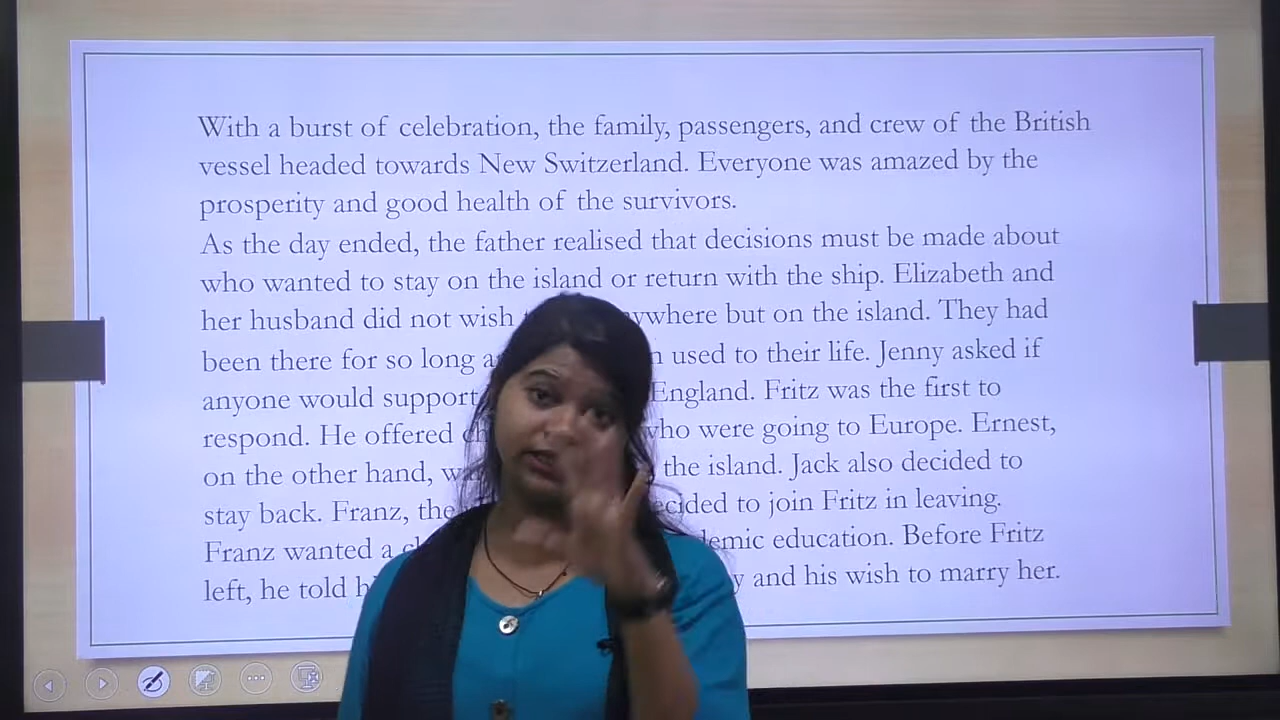 With a burst of celebration, the family, passengers, and crew of the British
vessel headed towards New Switzerland. Everyone was amazed by the
prosperity and good health of the survivors.
As the day ended, the father realised that decisions must be made about
who wanted to stay on the island or return with the ship. Elizabeth and
her husband did not wish but on the island. They had
been there for so long used to their life. Jenny asked if
anyone would support England. Fritz was the first to
respond. He offered who were going to Europe. Ernest,
on the other hand, the island. Jack also decided to
stay back. Franz, the to join Fritz in leaving.
Franz wanted a education. Before Fritz
left, he told and his wish to marry her.